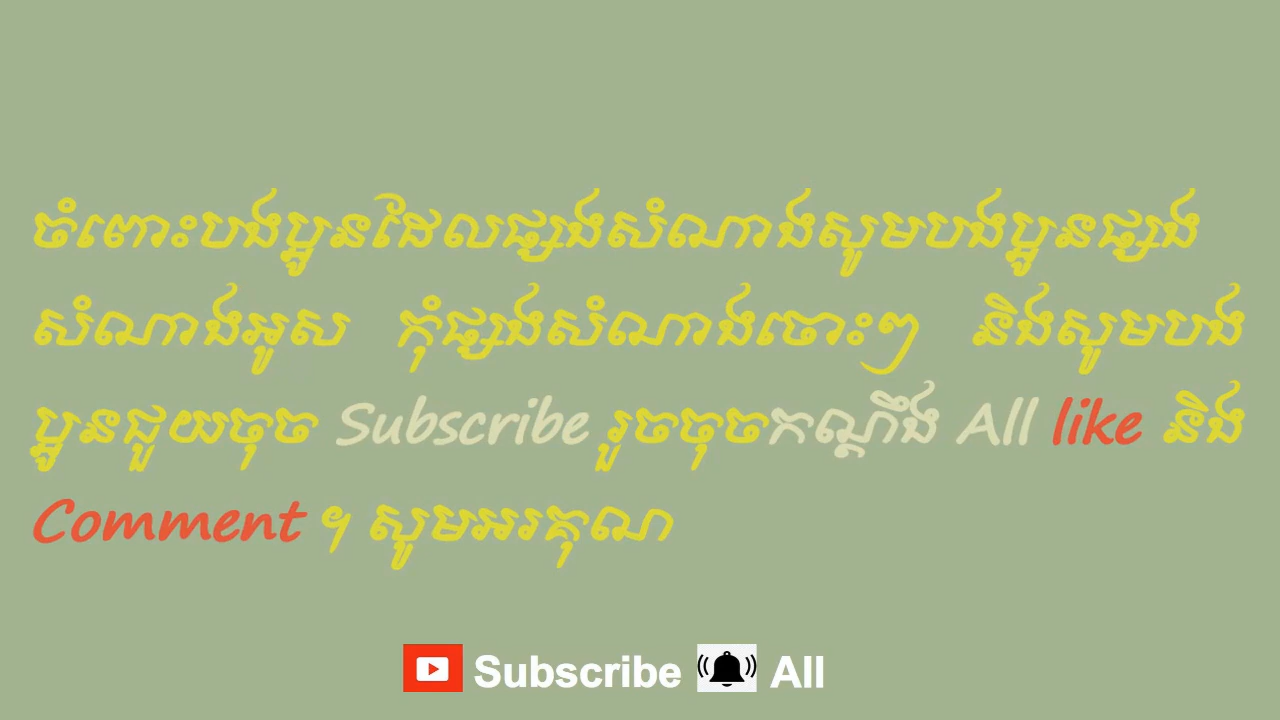 ចំពោះបងប្អូនដែលផ្សងសំណាងសូមបងប្អូនផ្សង
សំណាងអូស កុំផ្សងសំណាងចោះៗ និងសូមបង
ប្អូនជួយចុច Subscribe រួចចុចកណ្ដឹង All like និង
Comment ។ សូមអរគុណ
Subscribe All